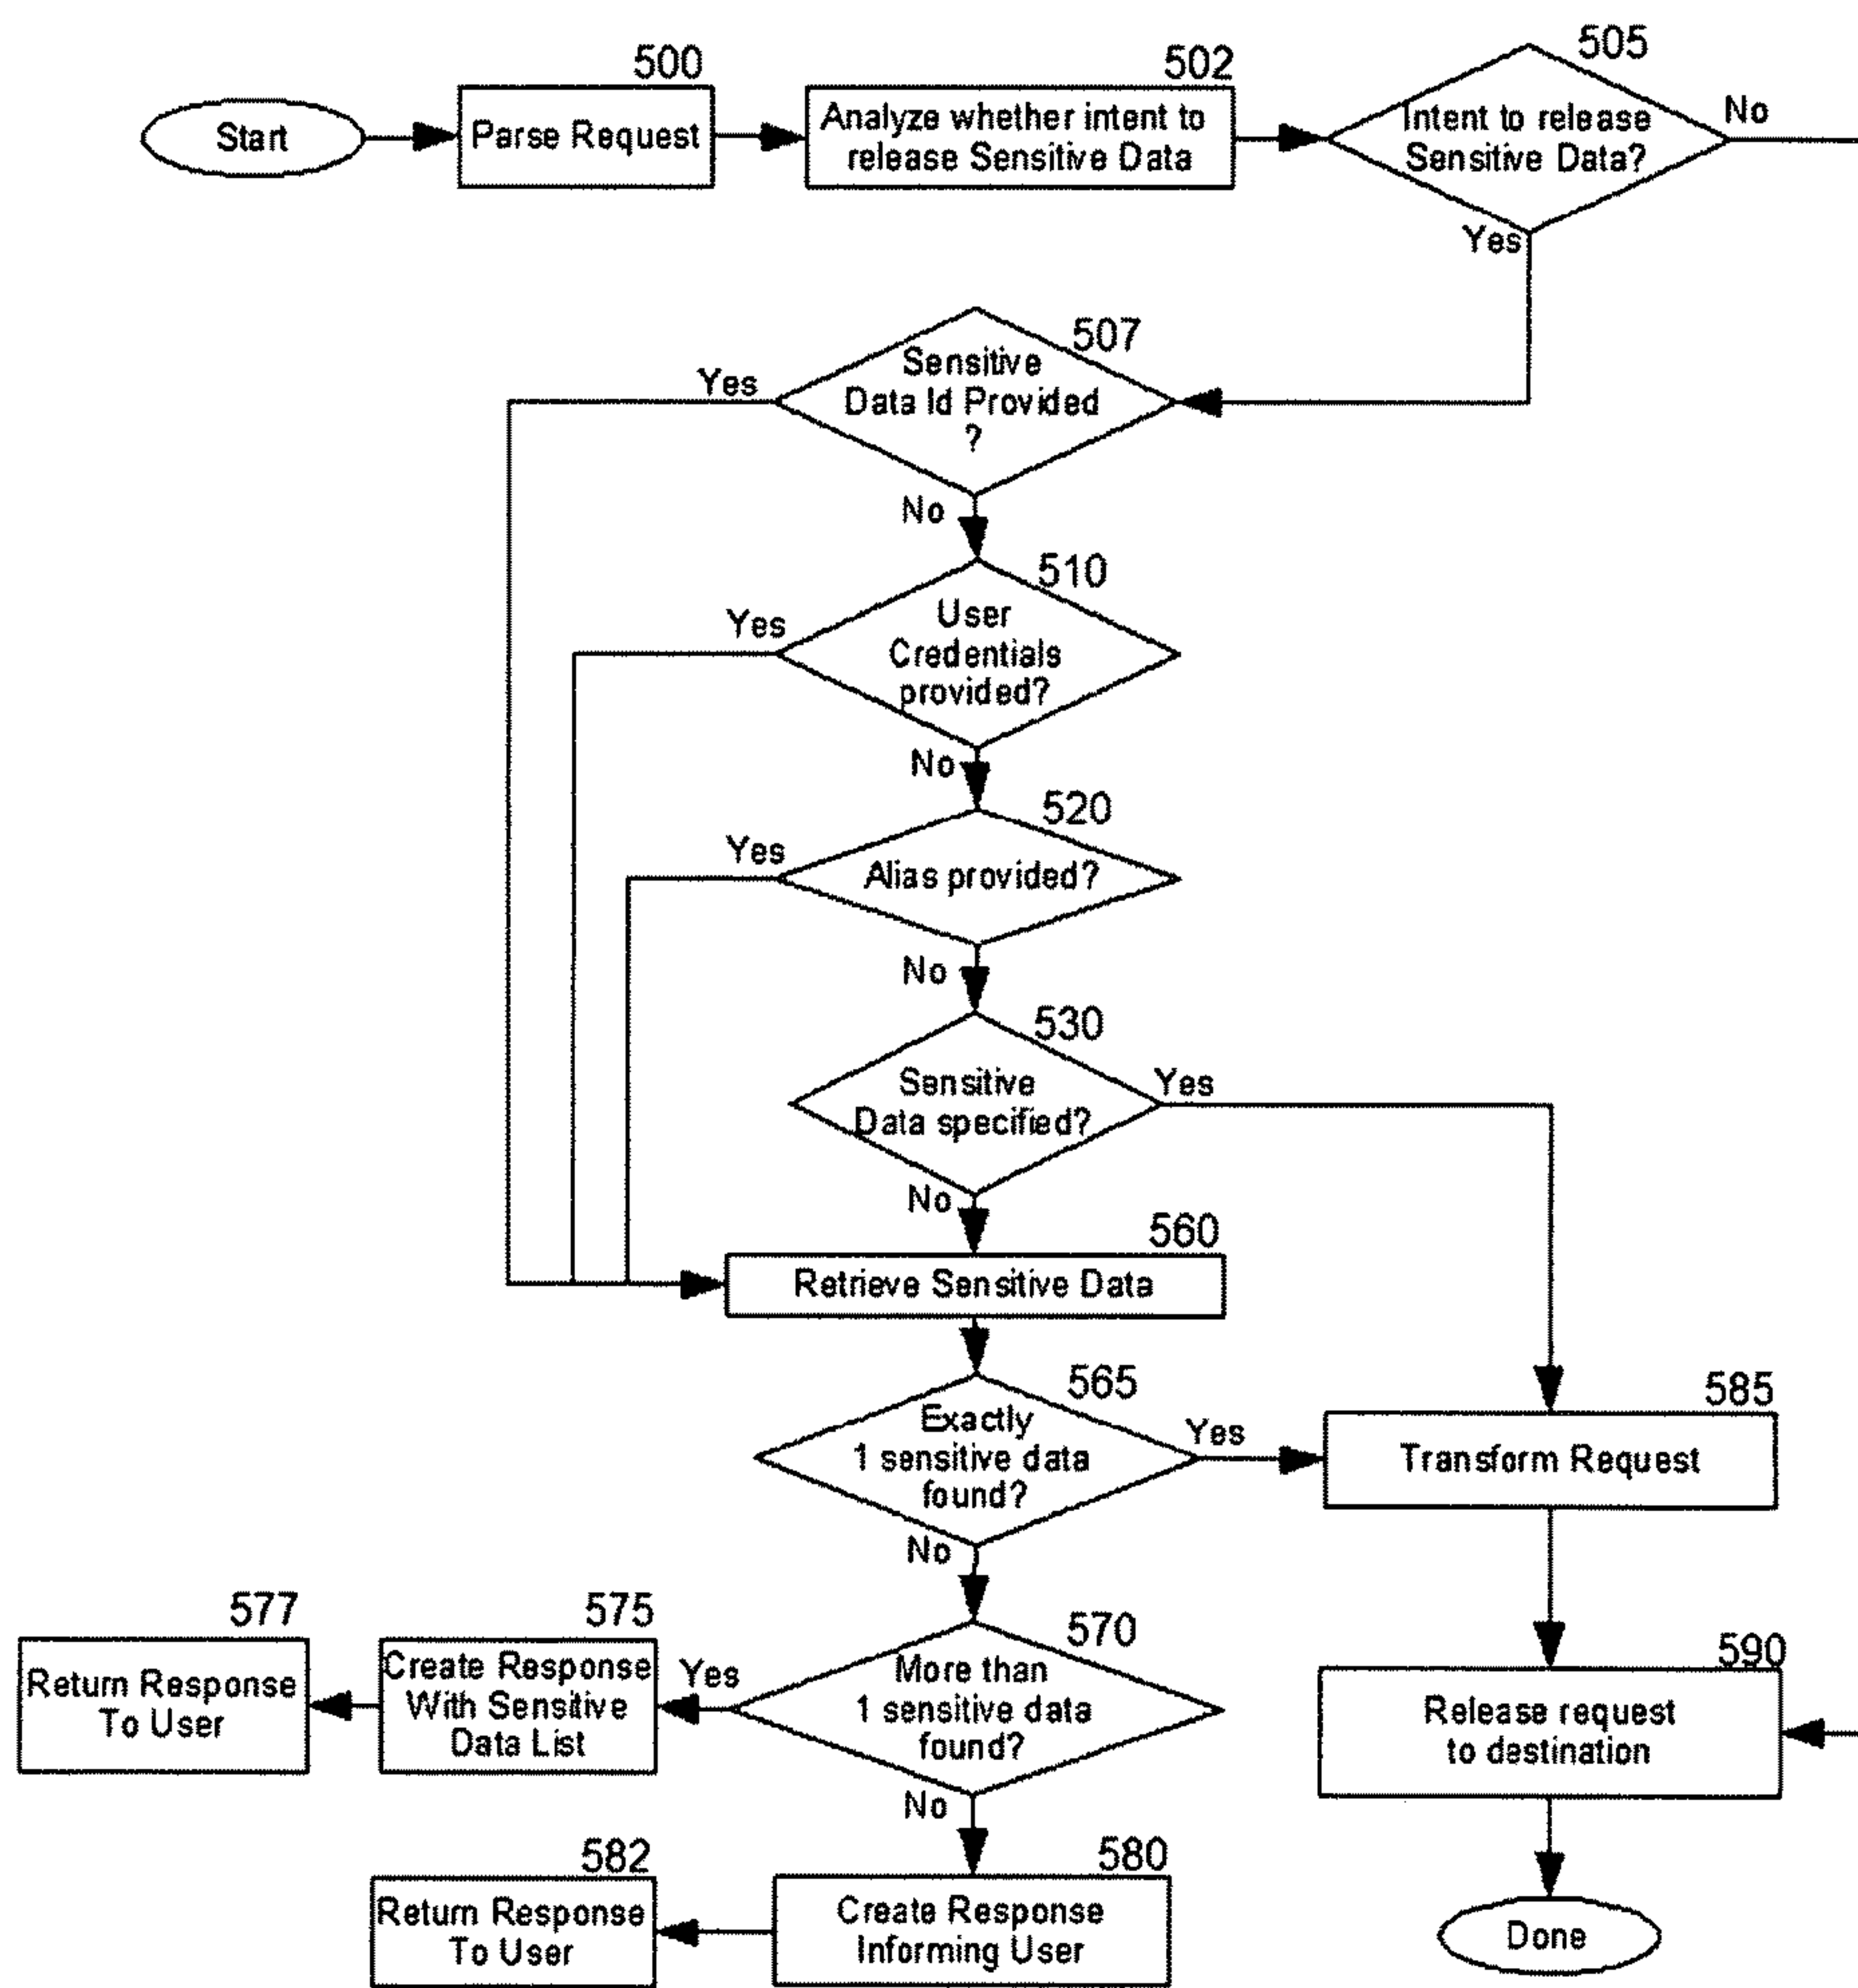 Start
500
Parse Request
502
Analyze whether intent to
release Sensitive Data
505
Intent to release
Sensitive Data?
No
Yes
507
Sensitive
Data Id Provided
?
Yes
No
510
User
Credentials
provided?
Yes
No
520
Alias provided?
Yes
No
530
Sensitive
Data specified?
Yes
No
560
Retrieve Sensitive Data
565
Exactly
1 sensitive data
found?
Yes
No
585
Transform Request
570
More than
1 sensitive data
found?
Yes
No
575
Create Response
With Sensitive
Data List
577
Return Response
To User
590
Release request
to destination
580
Create Response
Informing User
582
Return Response
To User
Done